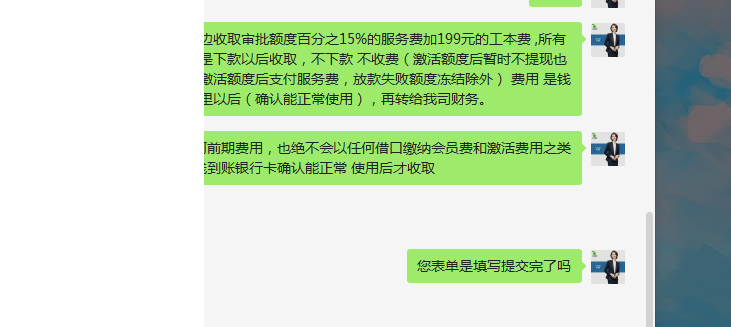 边收取审批额度百分之15%的服务费加199元的工本费 ,所有
是下款以后收取，不下款 不收费（激活额度后暂时不提现也
激活额度后支付服务费，放款失败额度冻结除外 ） 费用 是钱
里以后（确认能正常使用），再转给我司财务。
前期费用，也绝不会以任何借口缴纳会员费和激活费用之类
到账银行卡确认能正常 使用后才收取
您表单是填写提交完了吗